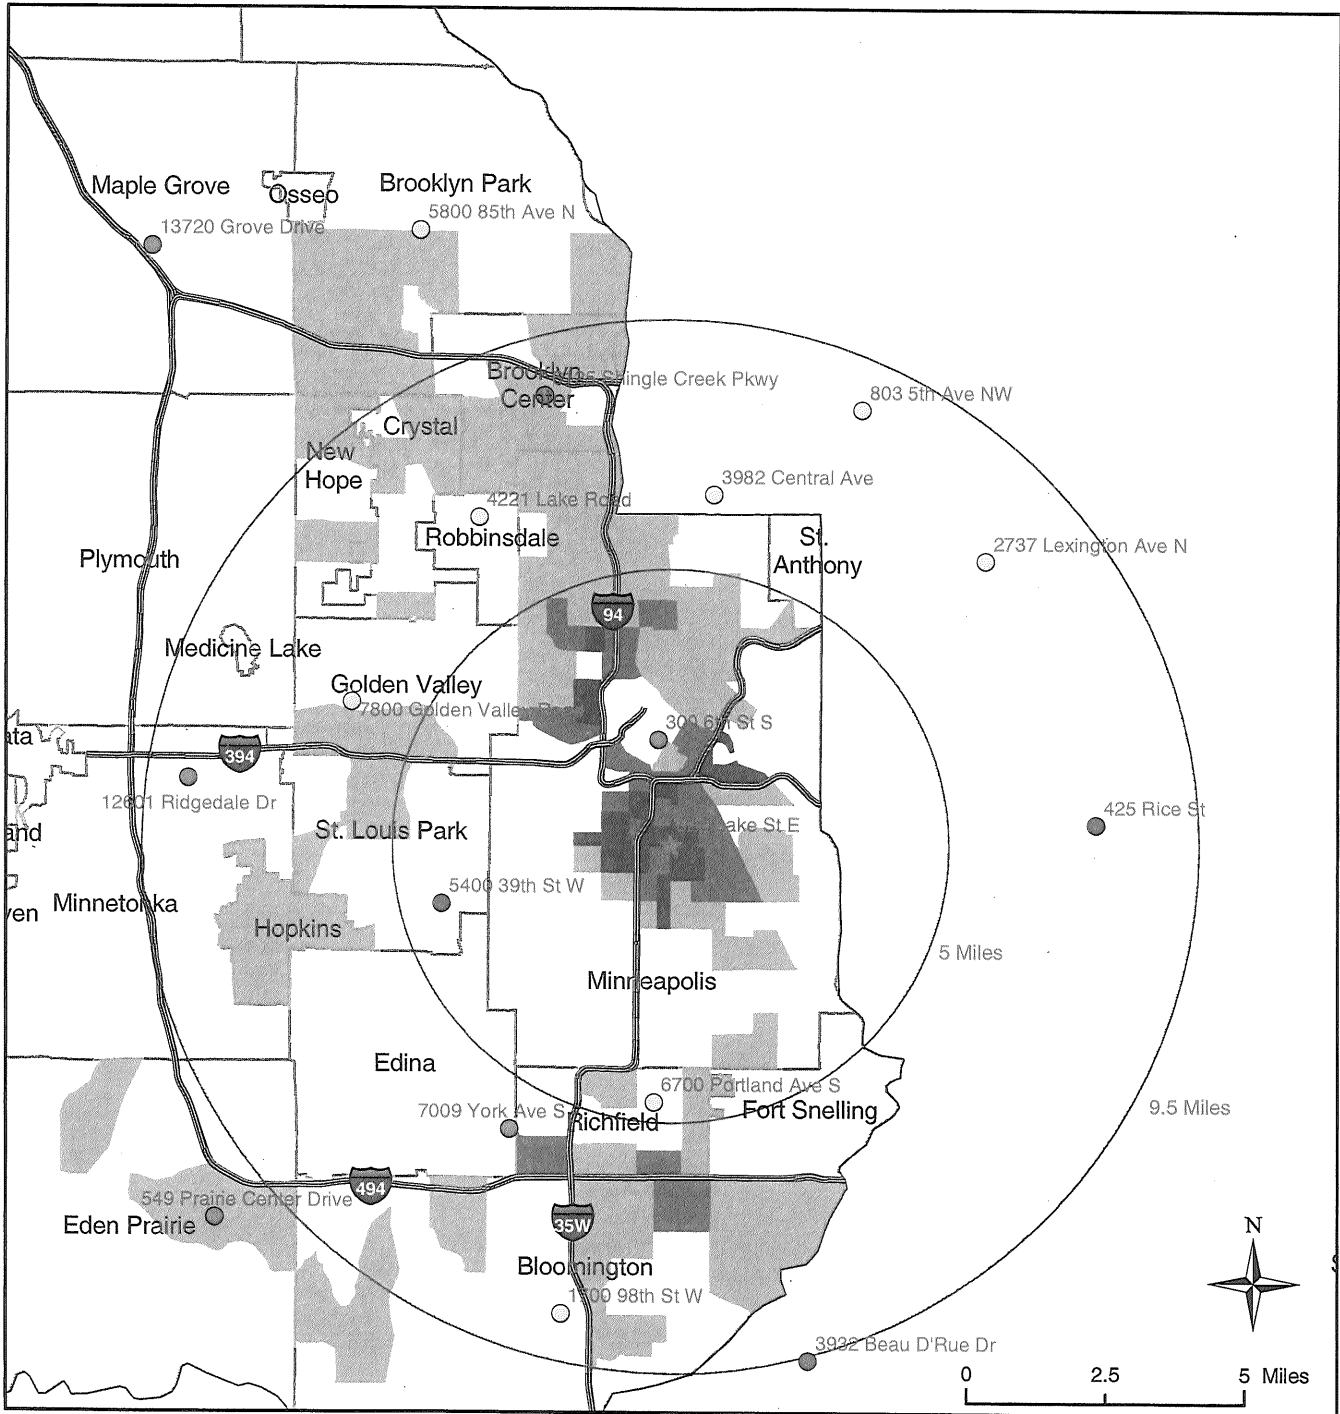 Maple Grove
Osseo
Brooklyn Park
5800 85th Ave N
13720 Grove Drive
Brooklyn
Center
Shingle Creek Pkwy
803 5th Ave NW
Crystal
New
Hope
3982 Central Ave
4221 Lake Road
Robbinsdale
St.
Anthony
2737 Lexington Ave N
Plymouth
94
Medicine Lake
Golden Valley
7800 Golden Valley Road
300 6th St S
ata
394
12601 Ridgedale Dr
425 Rice St
and
St. Louis Park
Lake St E
5400 39th St W
ven
Minnetonka
Hopkins
5 Miles
Minneapolis
Edina
6700 Portland Ave S
7009 York Ave S
Richfield
Fort Snelling
9.5 Miles
494
549 Prairie Center Drive
Eden Prairie
35W
N
Bloomington
1700 98th St W
3932 Beau D'Rue Dr
0 2.5 5 Miles